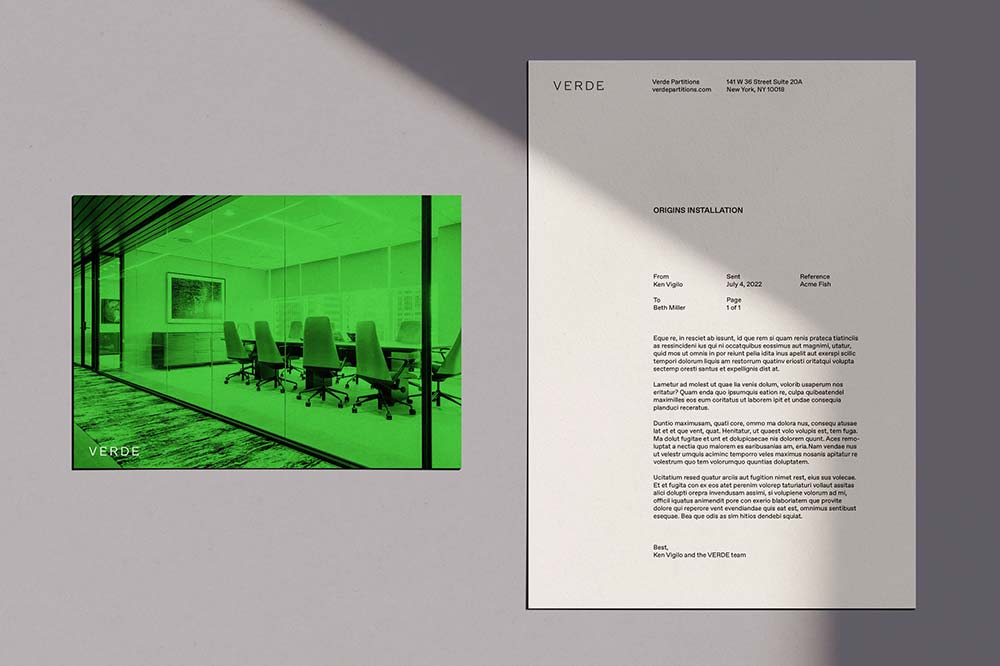 VERDE
VERDE
Verde Partitions
verdepartitions.com
141 W 36 Street Suite 20A
New York, NY 10018
ORIGINS INSTALLATION
From
Ken Vigilo
Sent
July 4, 2022
Reference
Acme Fish
To
Beth Miller
Page
1 of 1
Eque re, in resciet ab issunt, id que rem si quam renis prateca tiatinciis
as ressincideni ius qui ni occatquibus eossimus aut magnimi, utatur,
quid mos ut omnis in por reiunt pelia idita inus apelit aut exerspi scilic
tempori dolorum liquis am restorrum quatinv eriosti oritatqui volupta
sectemp oresti santus et expellignis dist at.
Lametur ad molest ut quae lia venis dolum, volorib usaperum nos
eritatur? Quam enda quo ipsumquis eation re, culpa quibeatendel
maximilles eos eum coritatus ut laborem ipit et undae consequia
planduci receratus.
Duntio maximusam, quati core, ommo ma dolora nus, consequ atusae
lat et et que vent, quat. Henitatur, ut quaest volo volupis est, tem fuga.
Ma dolut fugitae et unt et dolupicaecae nis dolorem quunt. Aces remo-
luptat a nectia quo maiorem es earibusanias am, eria.Nam vendae nus
ut velestr umquis aciminc temporro veles maximus nosanis apitatur re
volestrum quo tem volorumquo quuntias doluptatem.
Ucitatium resed quatur arciis aut fugition nimet rest, eius sus volecae.
Et et fugita con ex eos atet perenim volorep taturiaturi vollaut assitas
alici dolupti orepra invendusam assimi, si volupiene volorum ad mi,
officil iquatus animendit pore con exerio blaboriatem que provite
dolore qui reperore vent evendiandae quis eat est, omnimus sentibust
esequae. Bea que odis as sim hitios dendebi squiat.
Best,
Ken Vigilo and the VERDE team